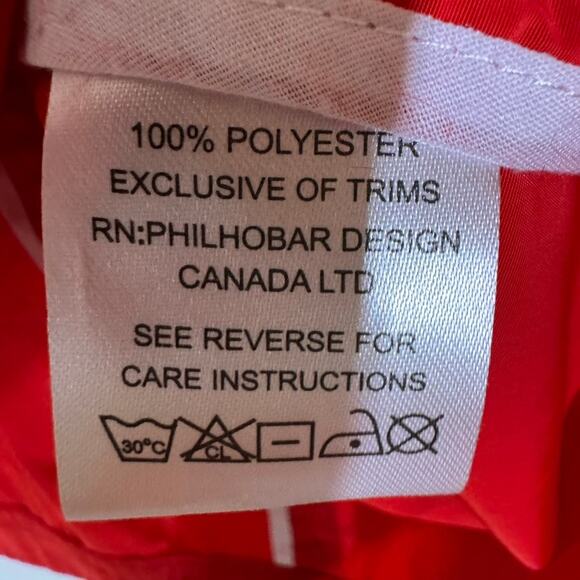 100% POLYESTER
EXCLUSIVE OF TRIMS
RN:PHILHOBAR DESIGN
CANADA LTD
SEE REVERSE FOR
CARE INSTRUCTIONS
30°C CL